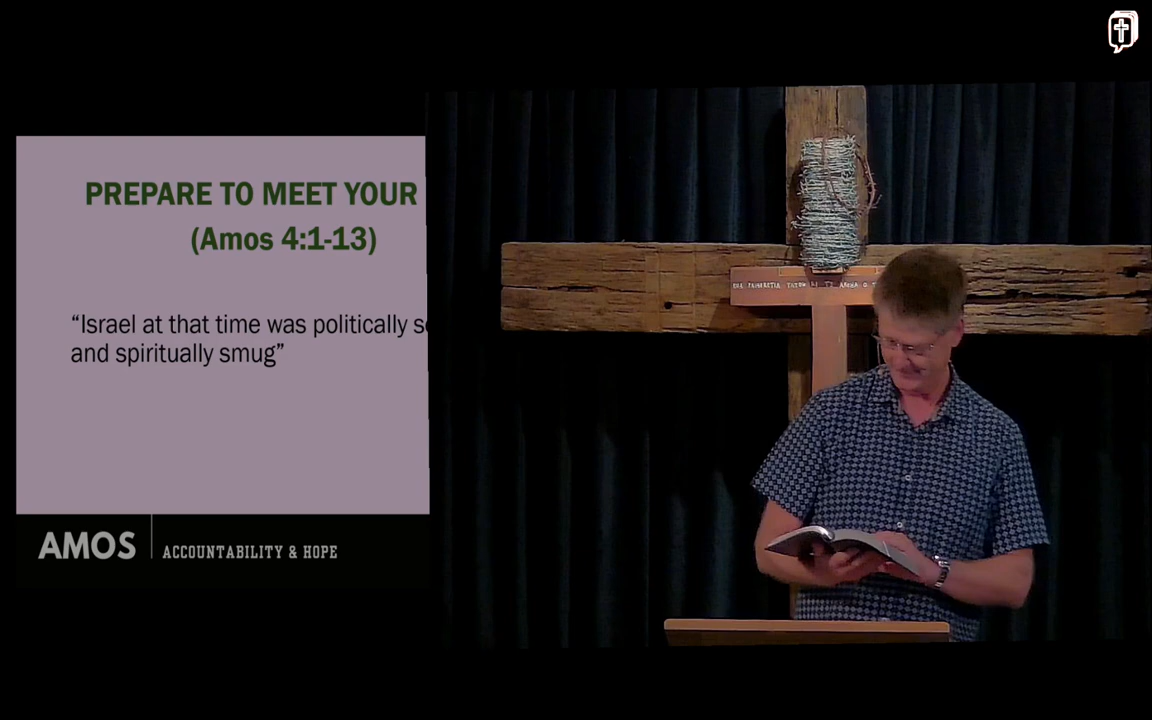 PREPARE TO MEET YOUR
(Amos 4:1-13)
“Israel at that time was politically
and spiritually smug”
AMOS
ACCOUNTABILITY & HOPE